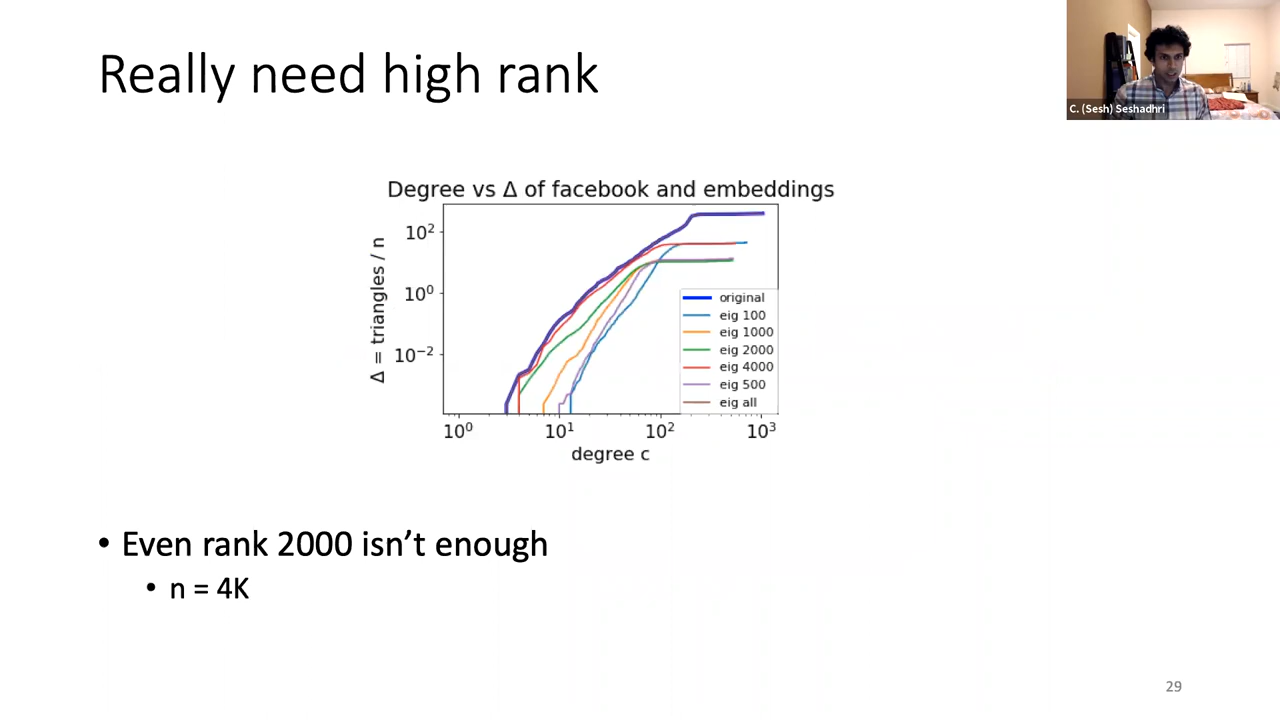 Really need high rank
C. (Sesh) Seshadhri
Degree vs Δ of facebook and embeddings
Δ = triangles / n
10²
10⁰
10⁻²
original
eig 100
eig 1000
eig 2000
eig 4000
eig 500
eig all
10⁰ 10¹ 10² 10³
degree c
• Even rank 2000 isn’t enough
• n = 4K
29